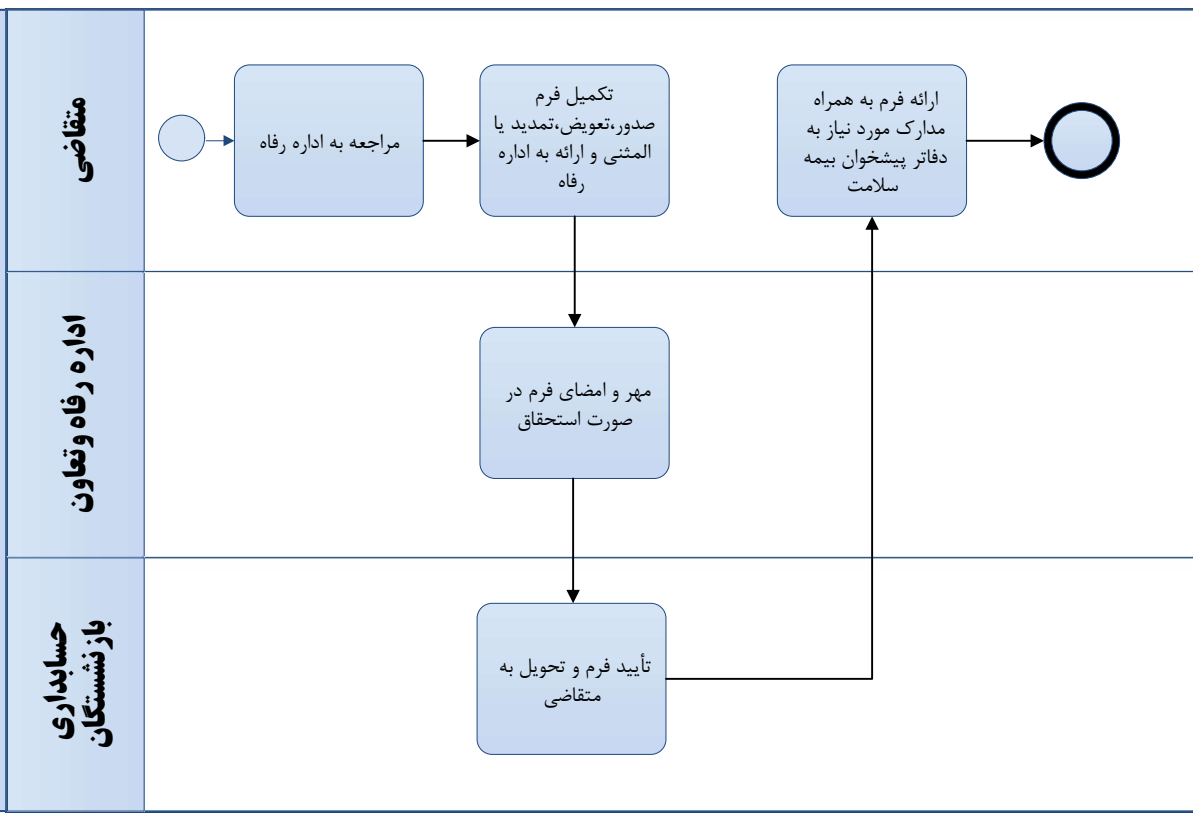 متقاضی
مراجعه به اداره رفاه
تکمیل فرم
صدور،تعویض،تمدید یا
المثنی و ارائه به اداره
رفاه
ارائه فرم به همراه
مدارک مورد نیاز به
دفاتر پیشخوان بیمه
سلامت
اداره رفاه وتعاون
مهر و امضای فرم در
صورت استحقاق
حسابداری
بازنشستگان
تأیید فرم و تحویل به
متقاضی